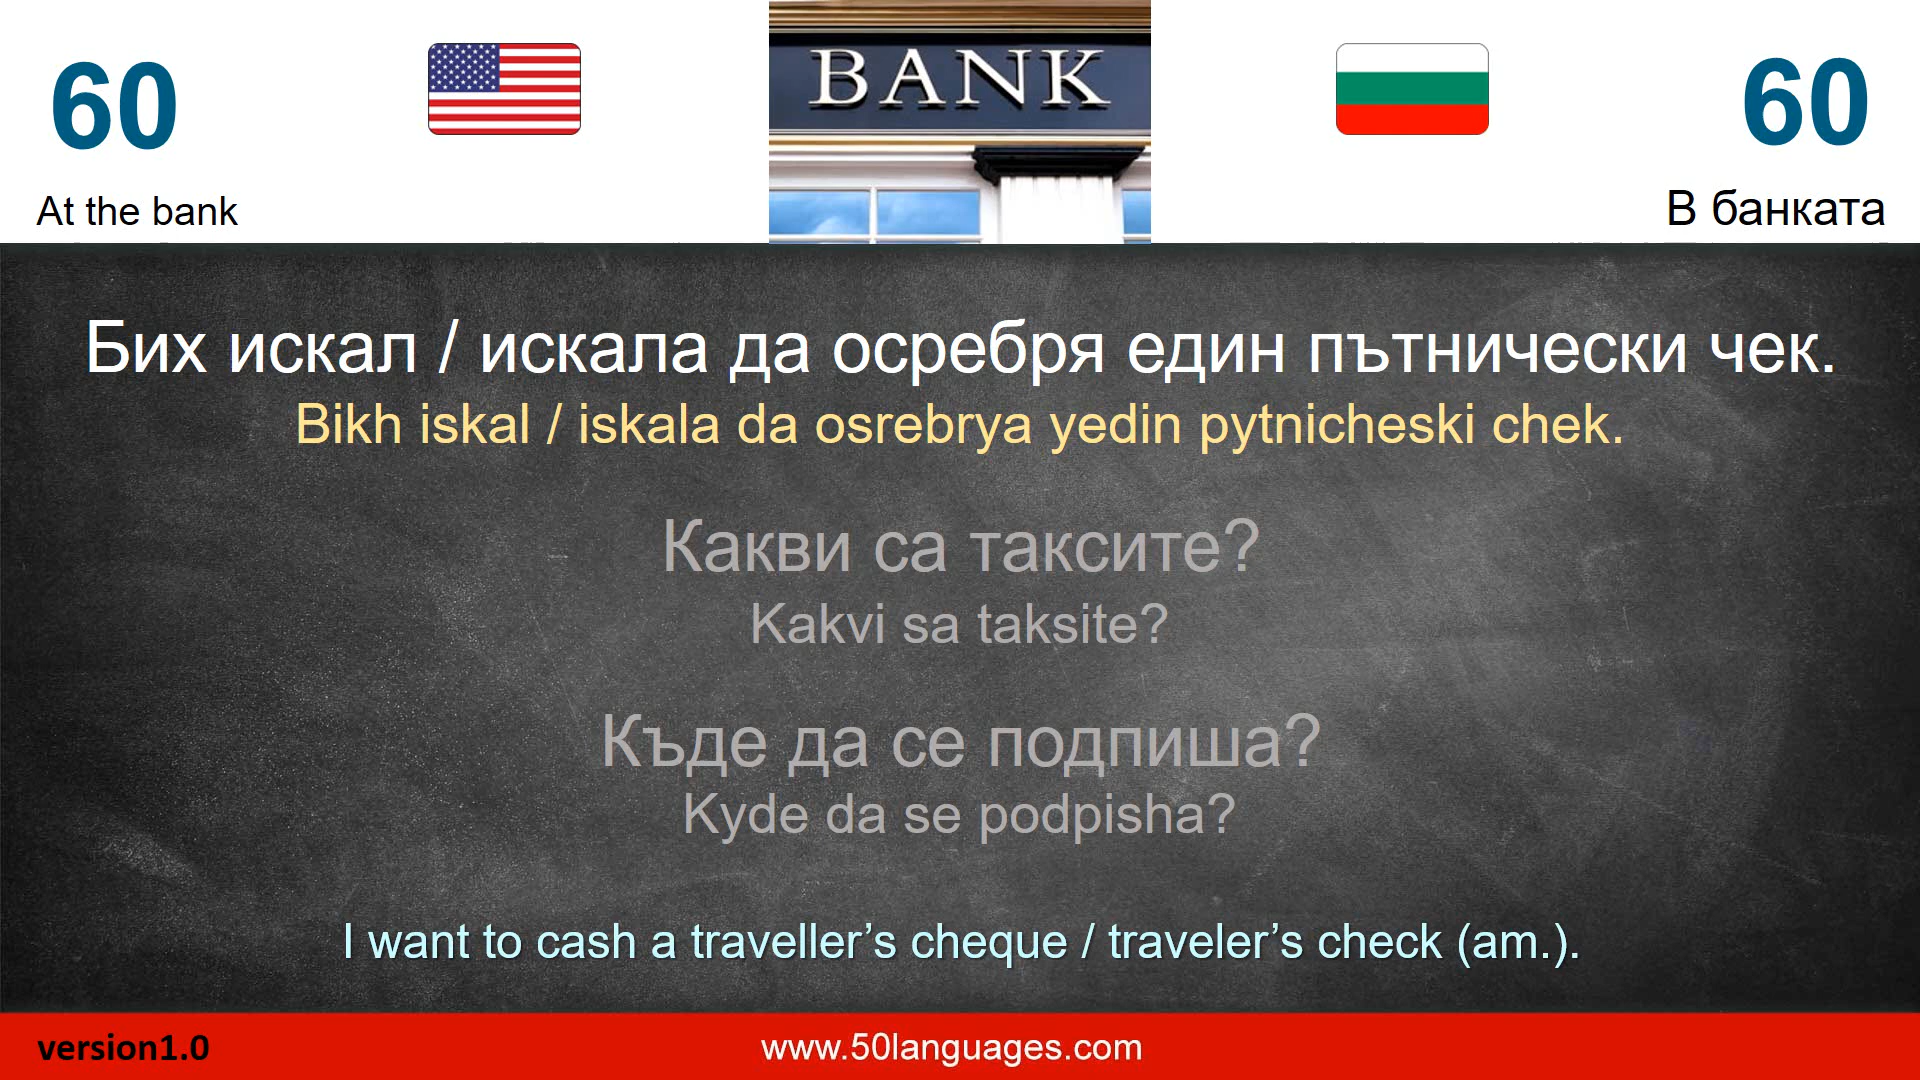 60
BANK
60
At the bank
В банката
Бих искал / искала да осребря един пътнически чек.
Bikh iskal / iskala da osrebrya yedin pytnicheski chek.
Какви са таксите?
Kakvi sa taksite?
Къде да се подпиша?
Kyde da se podpisha?
I want to cash a traveller’s cheque / traveler’s check (am.).
version1.0
www.50languages.com